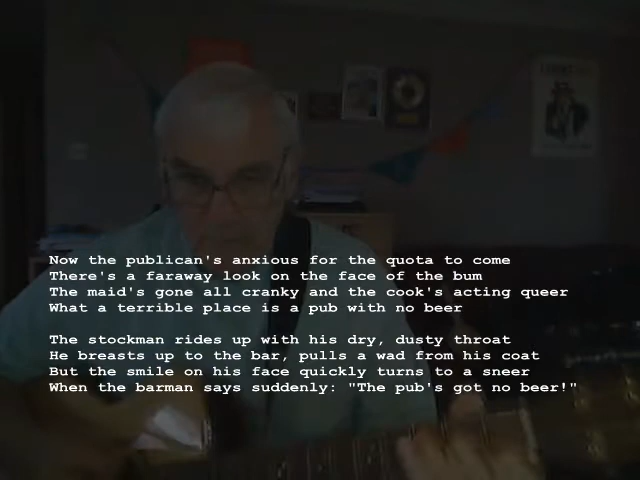 Now the publican's anxious for the quota to come
There's a faraway look on the face of the bum
The maid's gone all cranky and the cook's acting queer
What a terrible place is a pub with no beer
The stockman rides up with his dry, dusty throat
He breasts up to the bar, pulls a wad from his coat
But the smile on his face quickly turns to a sneer
When the barman says suddenly: "The pub's got no beer!"